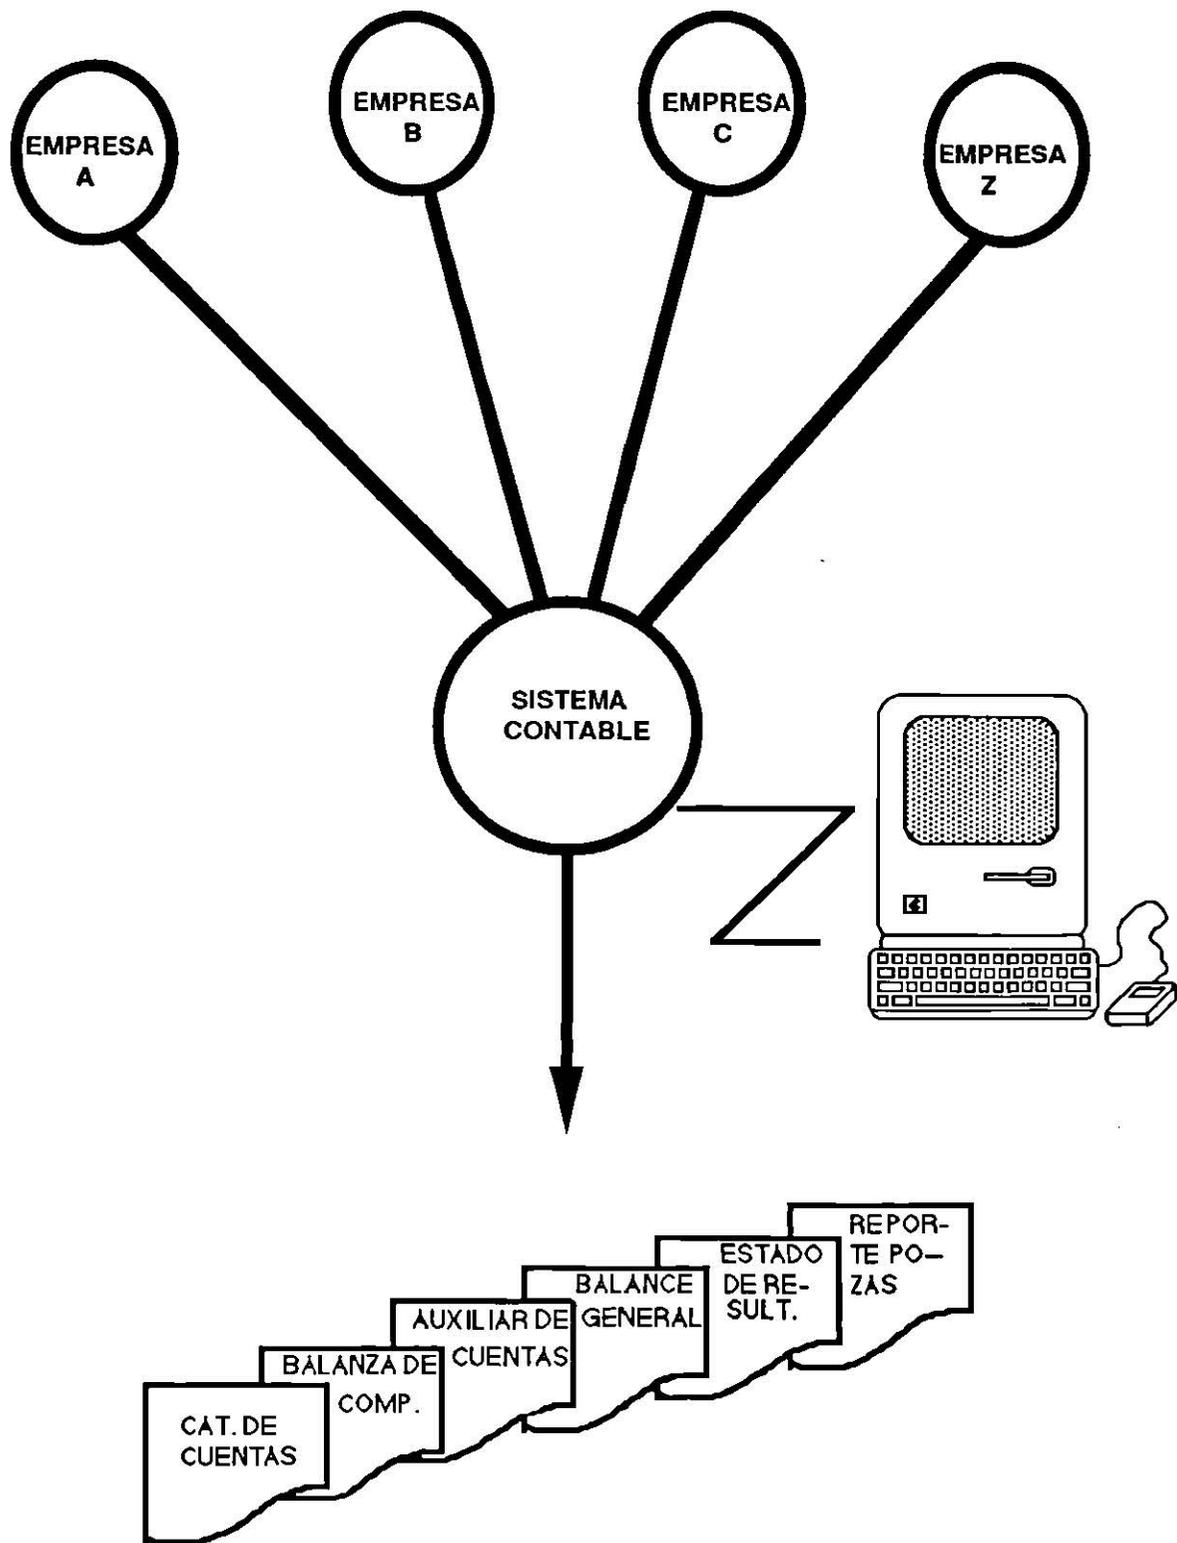 EMPRESA
A
EMPRESA
B
EMPRESA
C
EMPRESA
Z
SISTEMA
CONTABLE
CAT. DE
CUENTAS
BALANZA DE
COMP.
AUXILIAR DE
CUENTAS
BALANCE
GENERAL
ESTADO
DE RE-
SULT.
REPOR-
TE PO-
ZAS